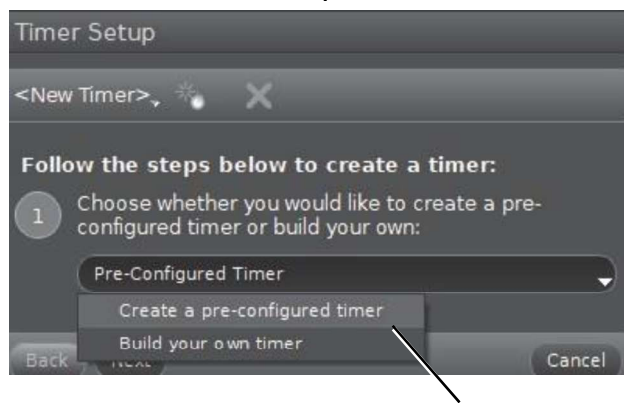 Timer Setup
<New Timer>
Follow the steps below to create a timer:
1 Choose whether you would like to create a pre-
configured timer or build your own:
Pre-Configured Timer
Create a pre-configured timer
Build your own timer
Back Next Cancel